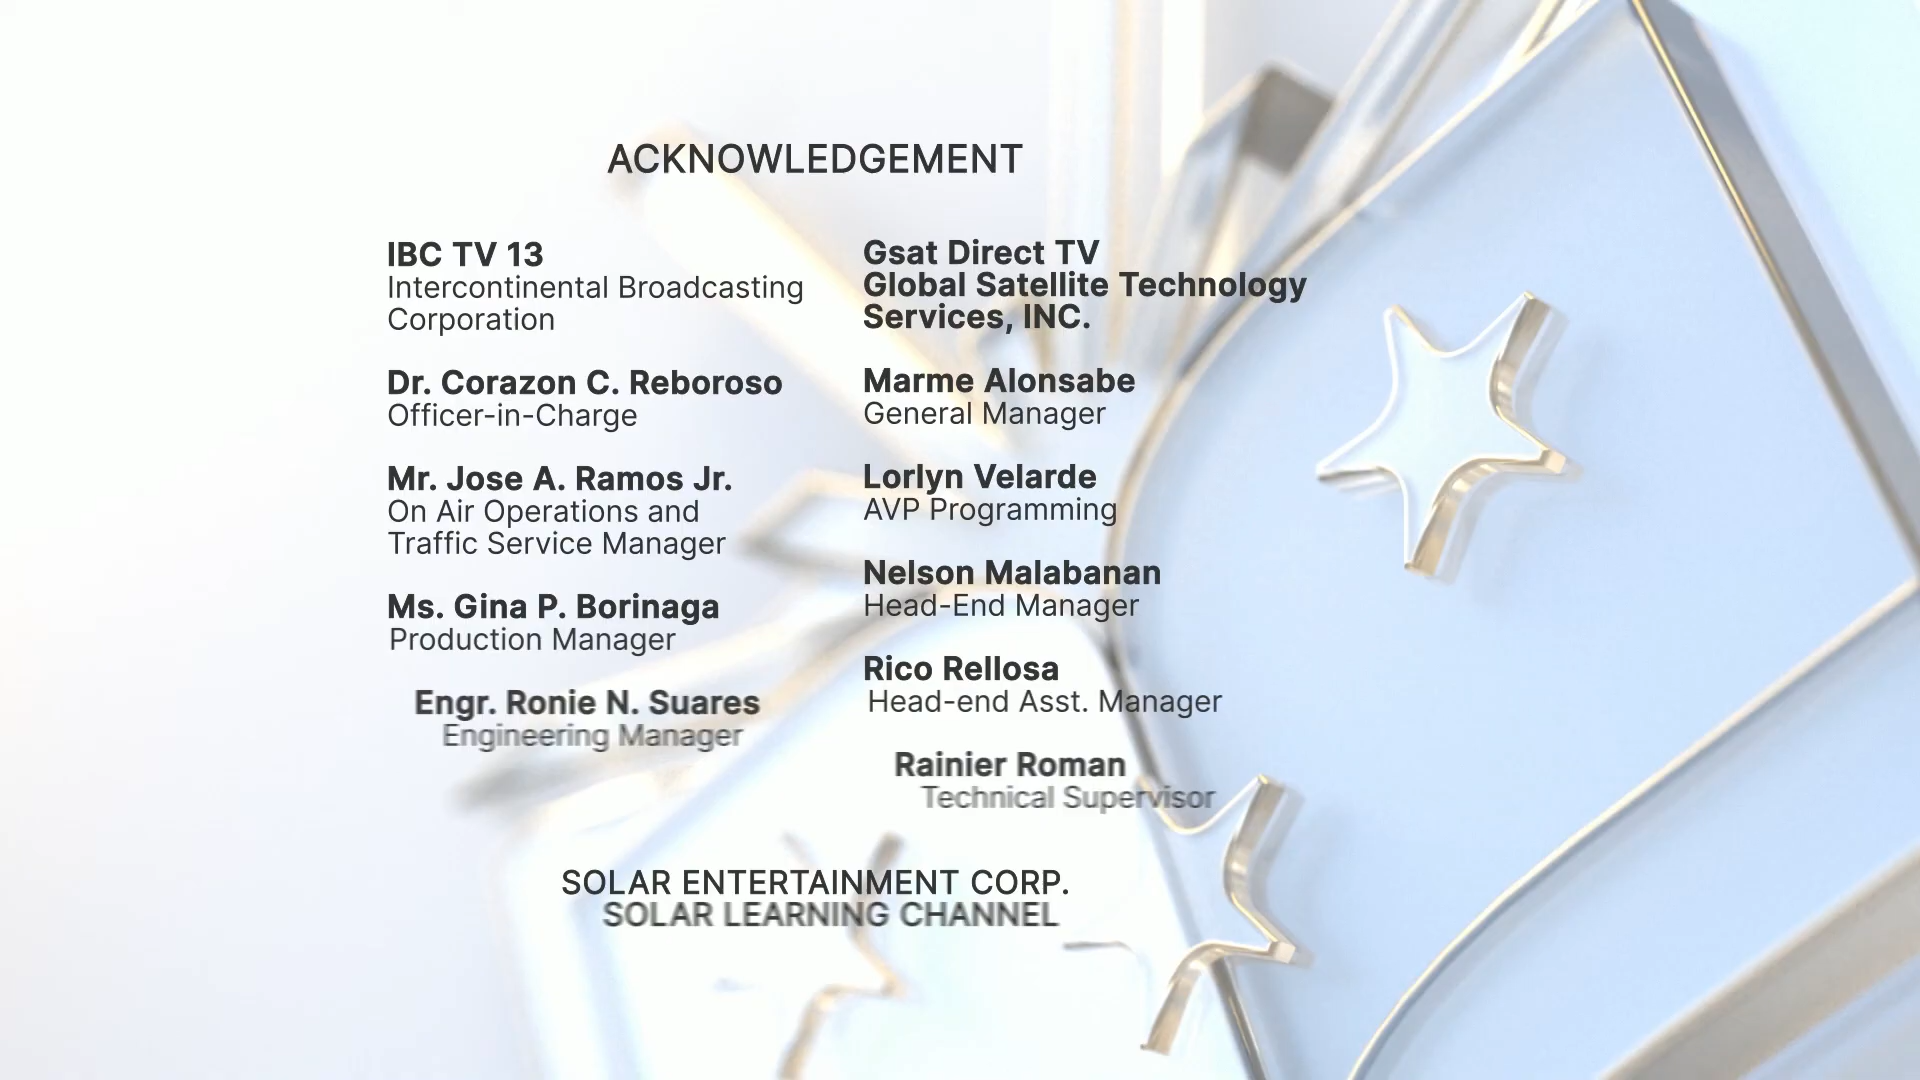 ACKNOWLEDGEMENT
IBC TV 13
Intercontinental Broadcasting
Corporation
Dr. Corazon C. Reboroso
Officer-in-Charge
Mr. Jose A. Ramos Jr.
On Air Operations and
Traffic Service Manager
Ms. Gina P. Borinaga
Production Manager
Engr. Ronie N. Suares
Engineering Manager
Gsat Direct TV
Global Satellite Technology
Services, INC.
Marme Alonsabe
General Manager
Lorlyn Velarde
AVP Programming
Nelson Malabanan
Head-End Manager
Rico Rellosa
Head-end Asst. Manager
Rainier Roman
Technical Supervisor
SOLAR ENTERTAINMENT CORP.
SOLAR LEARNING CHANNEL